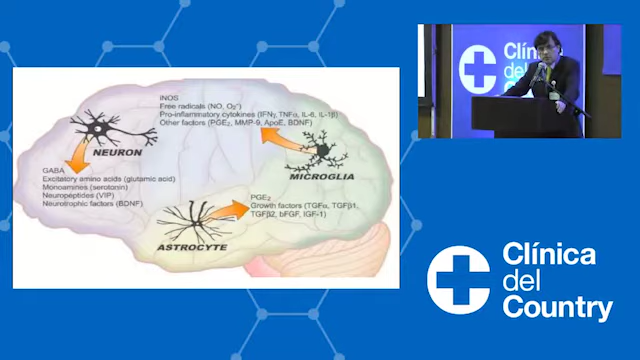 iNOS
Free radicals (NO, O₂°)
Pro-inflammatory cytokines (IFNγ, TNFα, IL-6, IL-1β)
Other factors (PGE₂, MMP-9, ApoE, BDNF)
NEURON
GABA
Excitatory amino acids (glutamic acid)
Monoamines (serotonin)
Neuropeptides (VIP)
Neurotrophic factors (BDNF)
MICROGLIA
PGE₂
Growth factors (TGFα, TGFβ1,
TGFβ2, bFGF, IGF-1)
ASTROCYTE
Clínica
del
Country
Clínica
del
Country